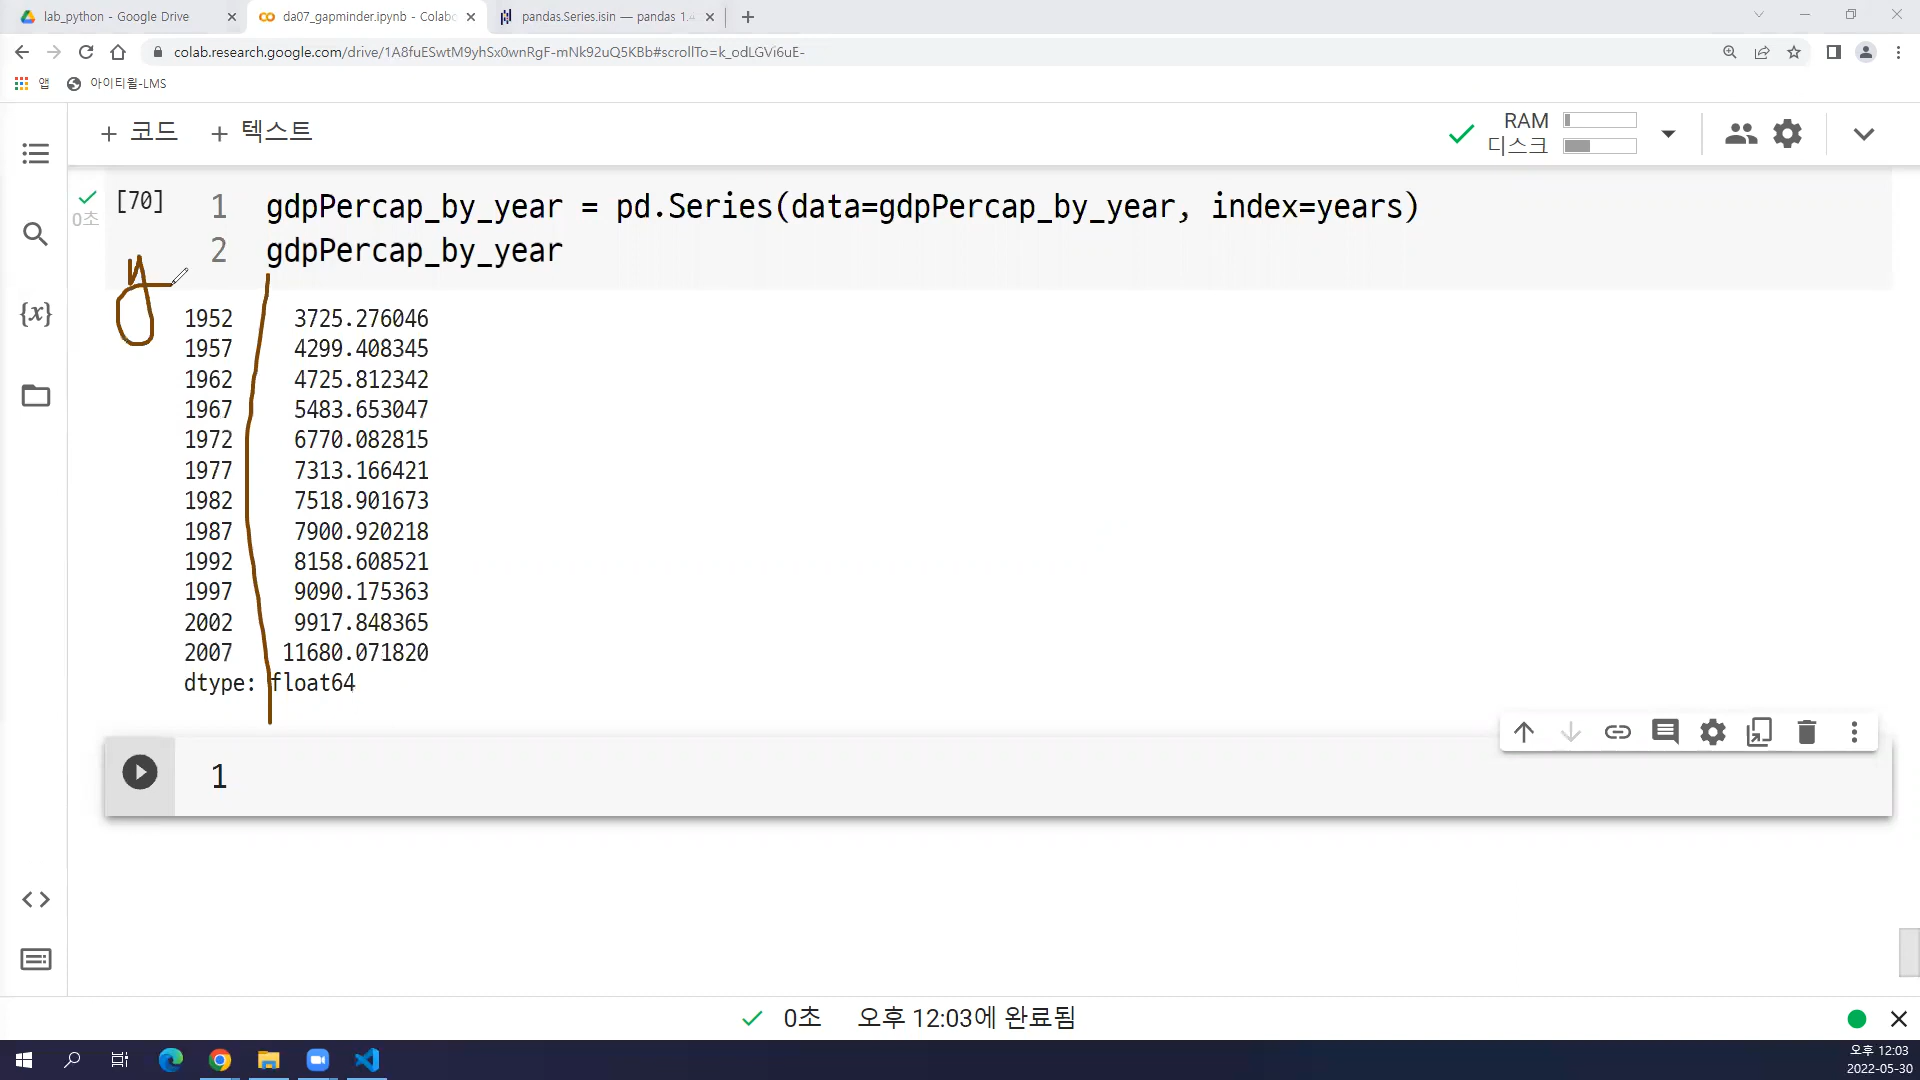 lab_python - Google Drive
da07_gapminder.ipynb - Colabo
pandas.Series.isin — pandas 1.4
colab.research.google.com/drive/1A8fuESwtM9yhSx0wnRgF-mNk92uQ5KBb#scrollTo=k_odLGVi6uE-
앱 아이티윌-LMS
+ 코드 + 텍스트
RAM
디스크
[70]
0초
1 gdpPercap_by_year = pd.Series(data=gdpPercap_by_year, index=years)
2 gdpPercap_by_year
{x}
1952 3725.276046
1957 4299.408345
1962 4725.812342
1967 5483.653047
1972 6770.082815
1977 7313.166421
1982 7518.901673
1987 7900.920218
1992 8158.608521
1997 9090.175363
2002 9917.848365
2007 11680.071820
dtype: float64
1
0초 오후 12:03에 완료됨
오후 12:03
2022-05-30